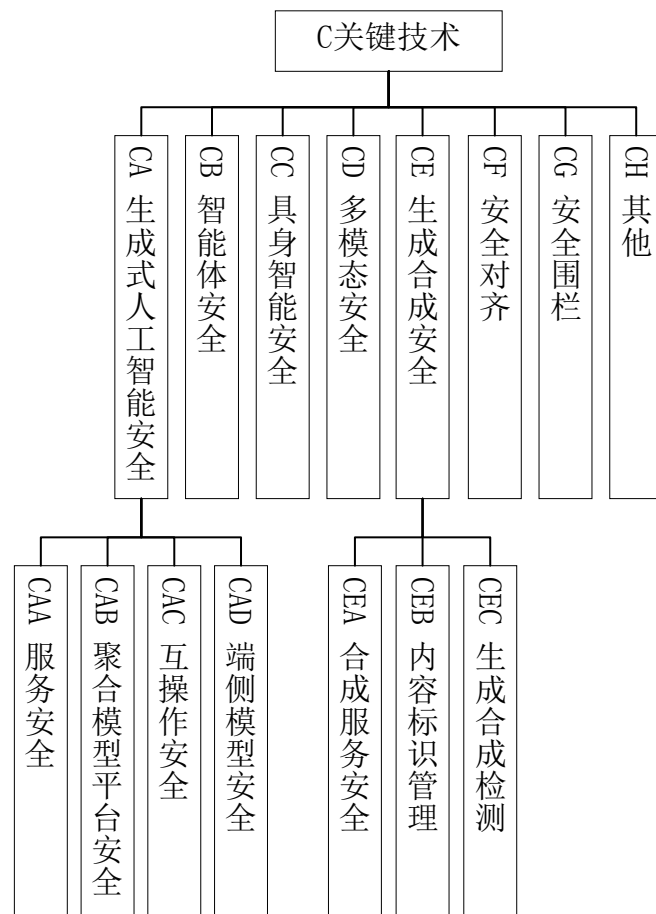 C关键技术
CA 生成式人工智能安全
CB 智能体安全
CC 具身智能安全
CD 多模态安全
CE 生成合成安全
CF 安全对齐
CG 安全围栏
CH 其他
CAA 服务安全
CAB 聚合模型平台安全
CAC 互操作安全
CAD 端侧模型安全
CEA 合成服务安全
CEB 内容标识管理
CEC 生成合成检测